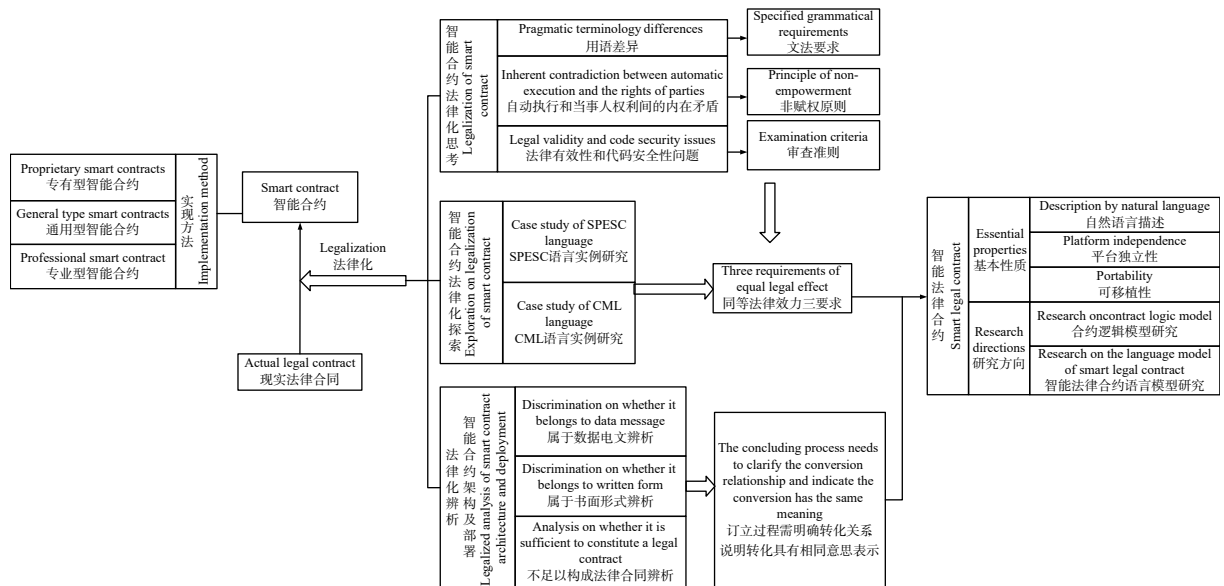 Proprietary smart contracts
专有型智能合约
General type smart contracts
通用型智能合约
Professional smart contract
专业型智能合约
实现方法
Implementation method
Smart contract
智能合约
Legalization
法律化
Actual legal contract
现实法律合同
智能合约法律化思考
Legalization of smart
contract
Pragmatic terminology differences
用语差异
Inherent contradiction between automatic
execution and the rights of parties
自动执行和当事人权利间的内在矛盾
Legal validity and code security issues
法律有效性和代码安全性问题
Specified grammatical
requirements
文法要求
Principle of non-
empowerment
非赋权原则
Examination criteria
审查准则
智能合约法律化探索
Exploration on legalization
of smart contract
Case study of SPESC
language
SPESC语言实例研究
Case study of CML
language
CML语言实例研究
Three requirements of
equal legal effect
同等法律效力三要求
智能合约架构及部署
法律化辨析
Legalized analysis of smart contract
architecture and deployment
Discrimination on whether it
belongs to data message
属于数据电文辨析
Discrimination on whether it
belongs to written form
属于书面形式辨析
Analysis on whether it is
sufficient to constitute a legal
contract
不足以构成法律合同辨析
The concluding process needs
to clarify the conversion
relationship and indicate the
conversion has the same
meaning
订立过程需明确转化关系
说明转化具有相同意思表示
智能法律合约
Smart legal contract
Essential
properties
基本性质
Description by natural language
自然语言描述
Platform independence
平台独立性
Portability
可移植性
Research
directions
研究方向
Research oncontract logic model
合约逻辑模型研究
Research on the language model
of smart legal contract
智能法律合约语言模型研究